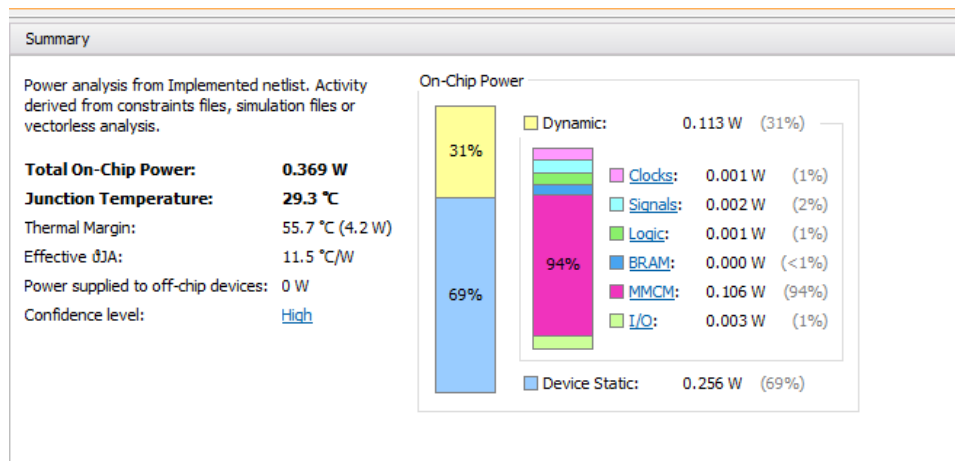 Summary
Power analysis from Implemented netlist. Activity
derived from constraints files, simulation files or
vectorless analysis.
Total On-Chip Power: 0.369 W
Junction Temperature: 29.3 °C
Thermal Margin: 55.7 °C (4.2 W)
Effective ϑJA: 11.5 °C/W
Power supplied to off-chip devices: 0 W
Confidence level: High
On-Chip Power
31%
69%
Dynamic: 0.113 W (31%)
94%
Clocks: 0.001 W (1%)
Signals: 0.002 W (2%)
Logic: 0.001 W (1%)
BRAM: 0.000 W (<1%)
MMCM: 0.106 W (94%)
I/O: 0.003 W (1%)
Device Static: 0.256 W (69%)